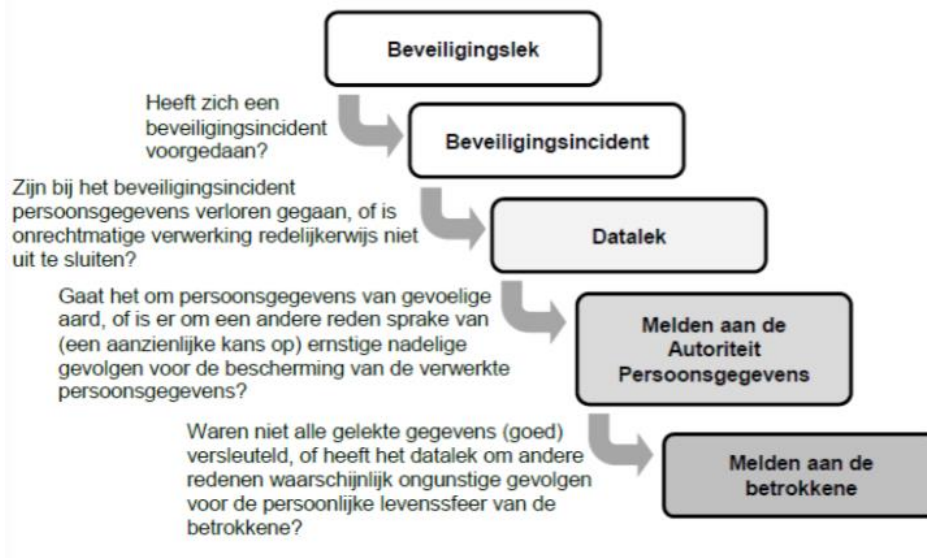 Beveiligingslek
Heeft zich een
beveiligingsincident
voorgedaan?
Beveiligingsincident
Zijn bij het beveiligingsincident
persoonsgegevens verloren gegaan, of is
onrechtmatige verwerking redelijkerwijs niet
uit te sluiten?
Datalek
Gaat het om persoonsgegevens van gevoelige
aard, of is er om een andere reden sprake van
(een aanzienlijke kans op) ernstige nadelige
gevolgen voor de bescherming van de verwerkte
persoonsgegevens?
Melden aan de
Autoriteit
Persoonsgegevens
Waren niet alle gelekte gegevens (goed)
versleuteld, of heeft het datalek om andere
redenen waarschijnlijk ongunstige gevolgen
voor de persoonlijke levenssfeer van de
betrokkene?
Melden aan de
betrokkene